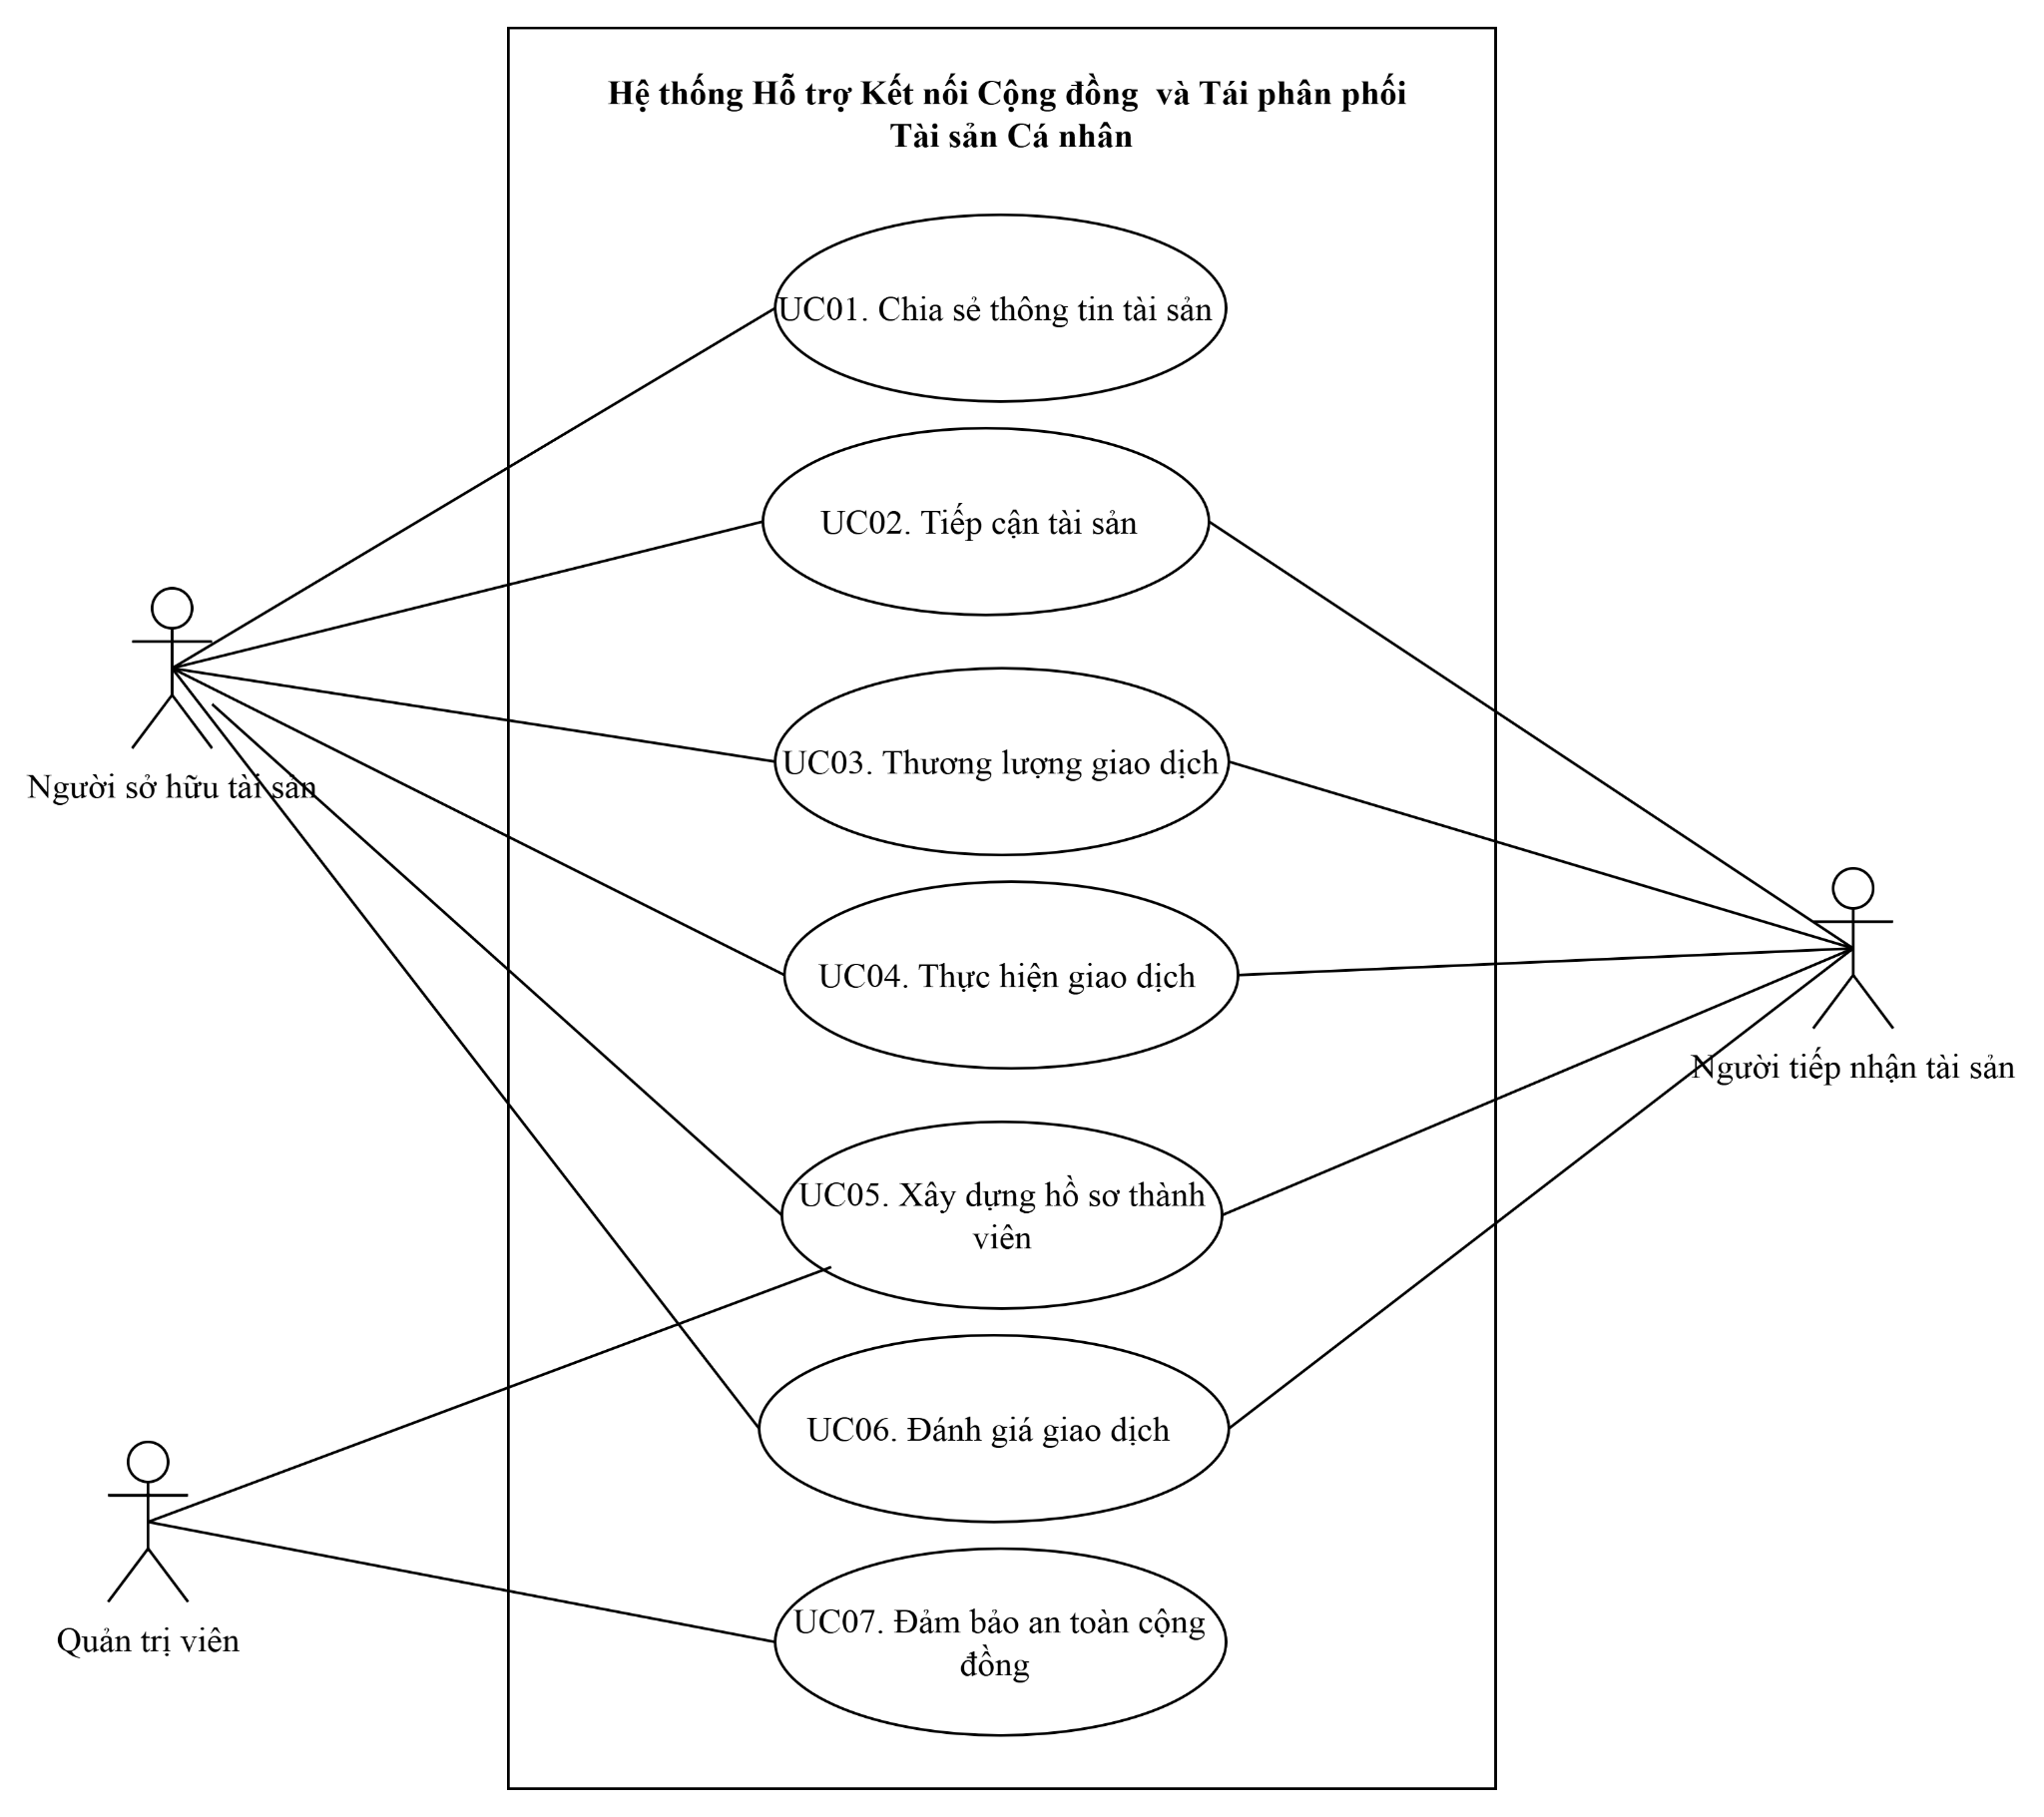 Hệ thống Hỗ trợ Kết nối Cộng đồng  và Tái phân phối
Tài sản Cá nhân
UC01. Chia sẻ thông tin tài sản
UC02. Tiếp cận tài sản
Người sở hữu tài sản
UC03. Thương lượng giao dịch
UC04. Thực hiện giao dịch
Người tiếp nhận tài sản
UC05. Xây dựng hồ sơ thành
viên
UC06. Đánh giá giao dịch
Quản trị viên
UC07. Đảm bảo an toàn cộng
đồng